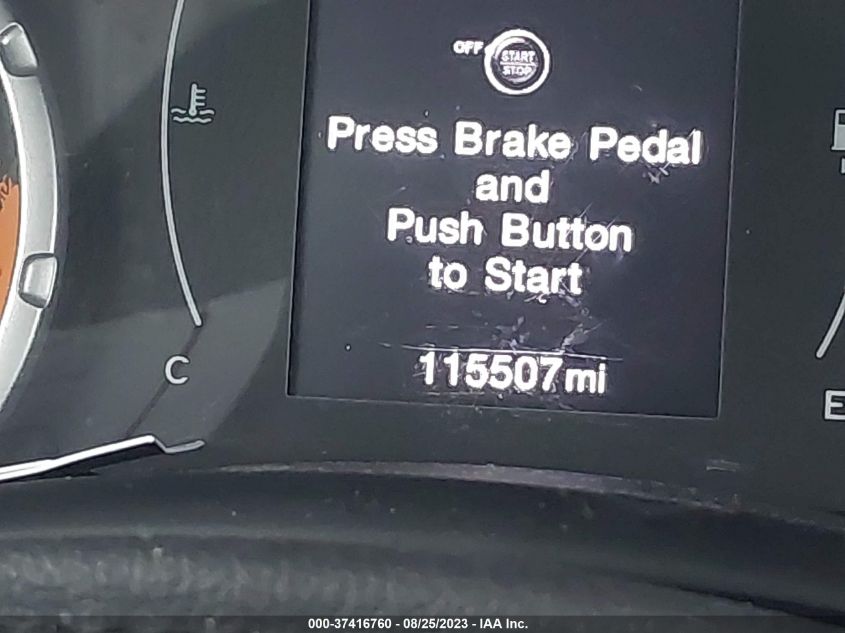 OFF
START
STOP
Press Brake Pedal
and
Push Button
to Start
115507mi
C
E
000-37416760 - 08/25/2023 - IAA Inc.